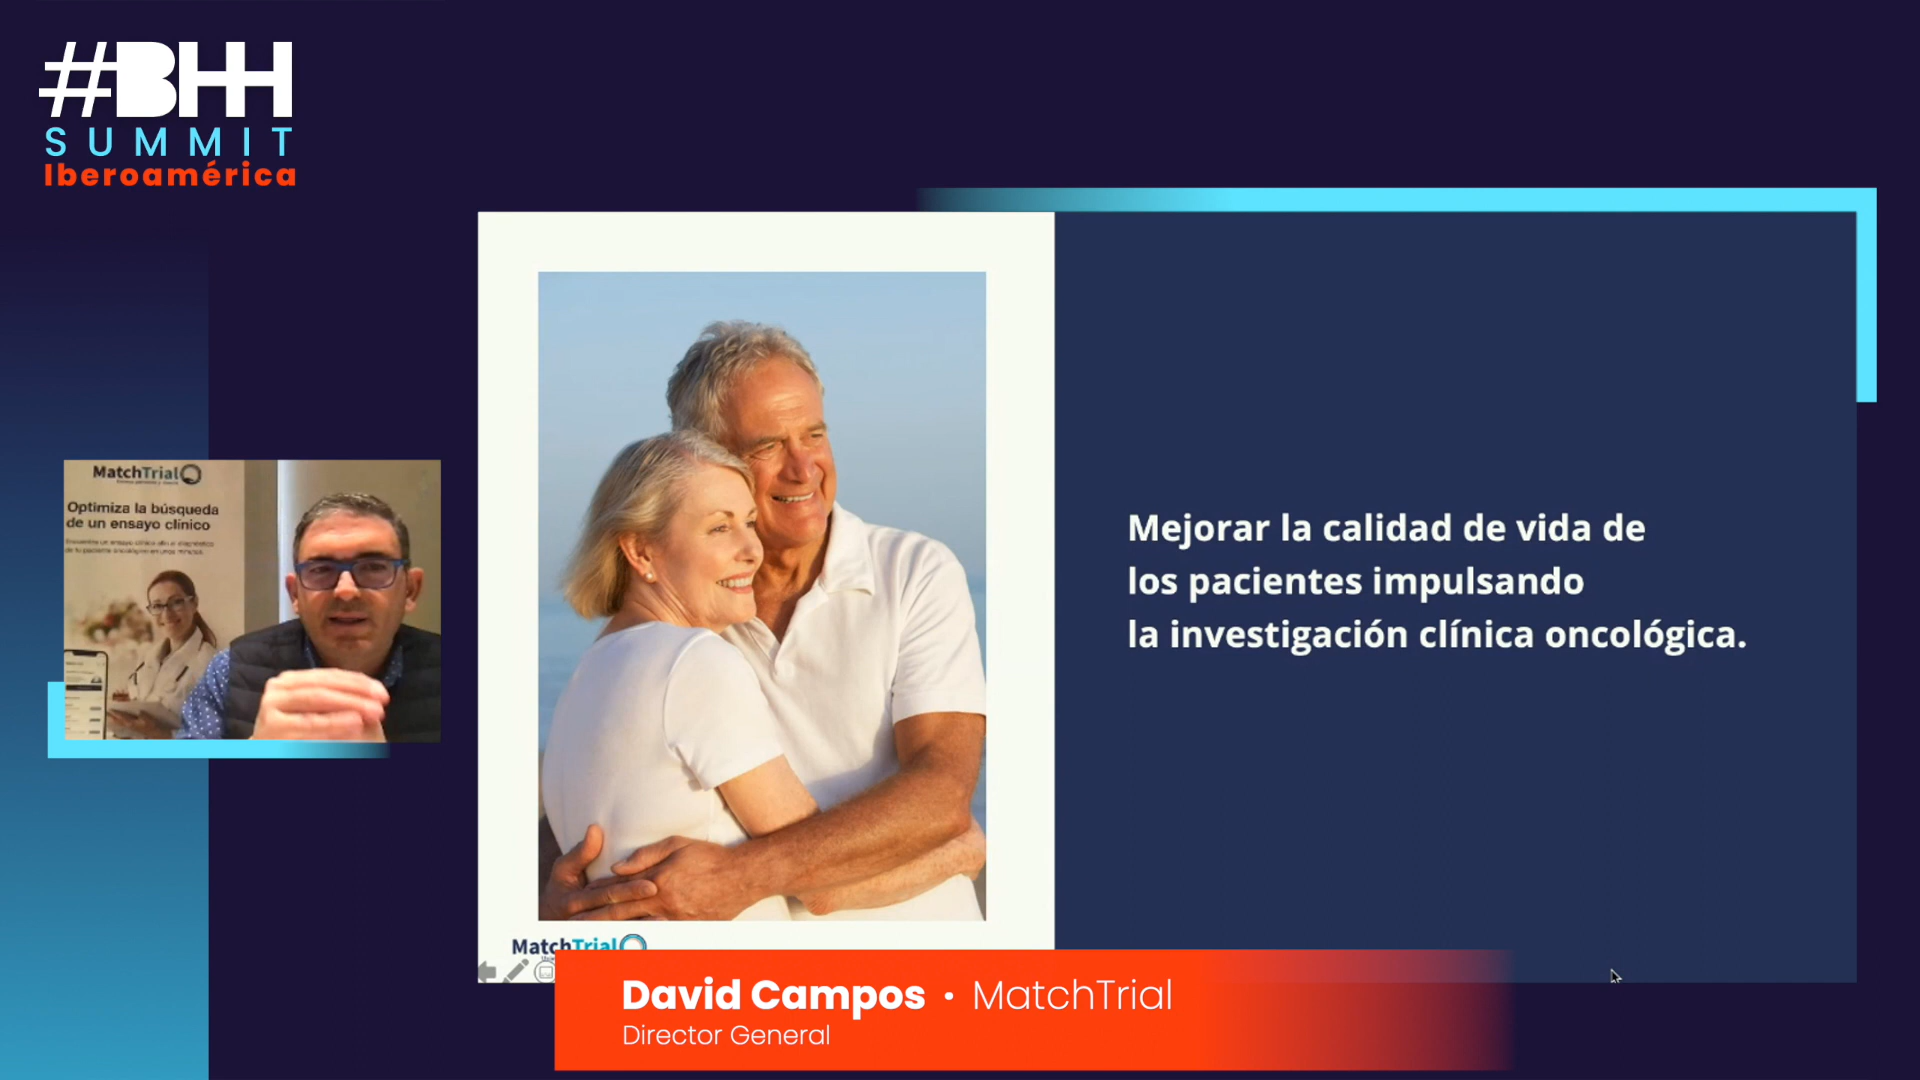 #BHH
SUMMIT
Iberoamérica
MatchTrial
Optimiza la búsqueda
de un ensayo clínico
Mejorar la calidad de vida de
los pacientes impulsando
la investigación clínica oncológica.
MatchTrial
David Campos • MatchTrial
Director General